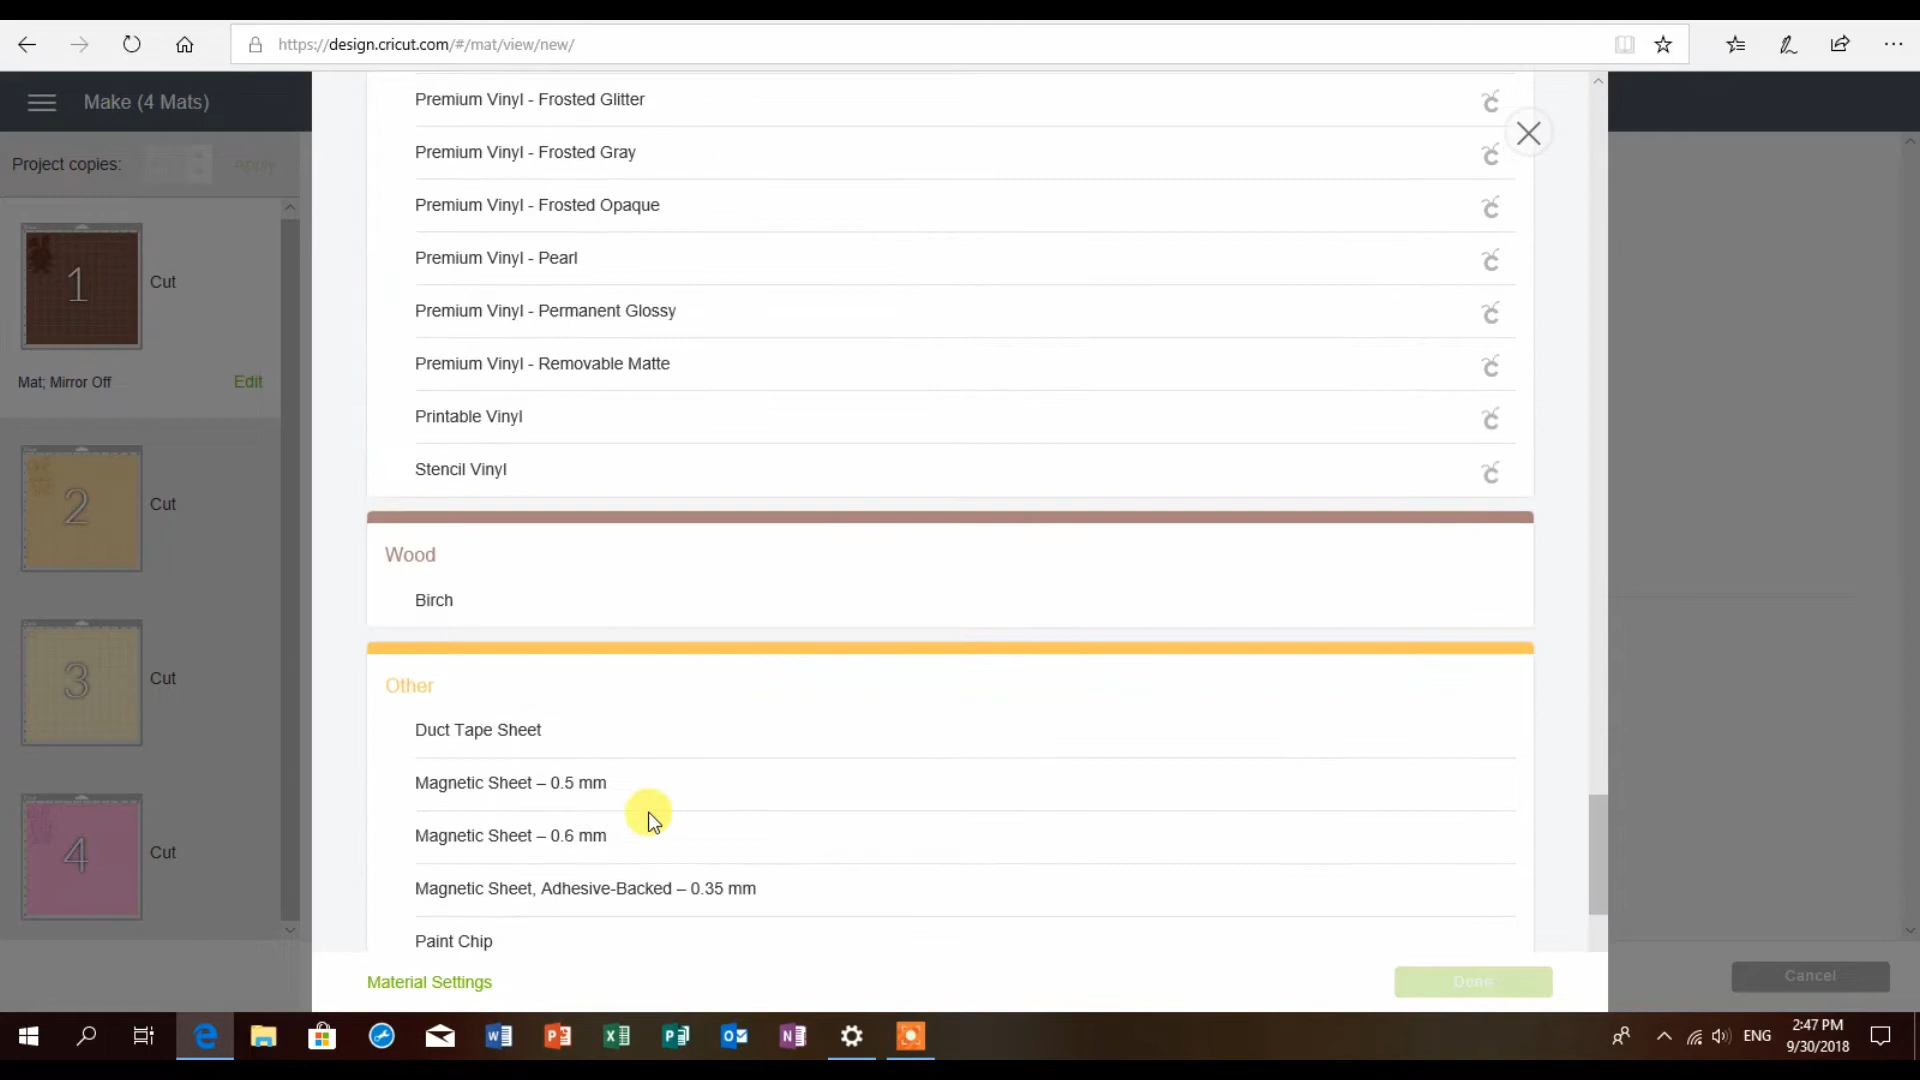 https://design.cricut.com/#/mat/view/new/
Make (4 Mats)
Project copies:
Apply
1
Cut
Mat; Mirror Off
Edit
2
Cut
3
Cut
4
Cut
Premium Vinyl - Frosted Glitter
Premium Vinyl - Frosted Gray
Premium Vinyl - Frosted Opaque
Premium Vinyl - Pearl
Premium Vinyl - Permanent Glossy
Premium Vinyl - Removable Matte
Printable Vinyl
Stencil Vinyl
Wood
Birch
Other
Duct Tape Sheet
Magnetic Sheet – 0.5 mm
Magnetic Sheet – 0.6 mm
Magnetic Sheet, Adhesive-Backed – 0.35 mm
Paint Chip
Material Settings
Done
Cancel
ENG
2:47 PM
9/30/2018